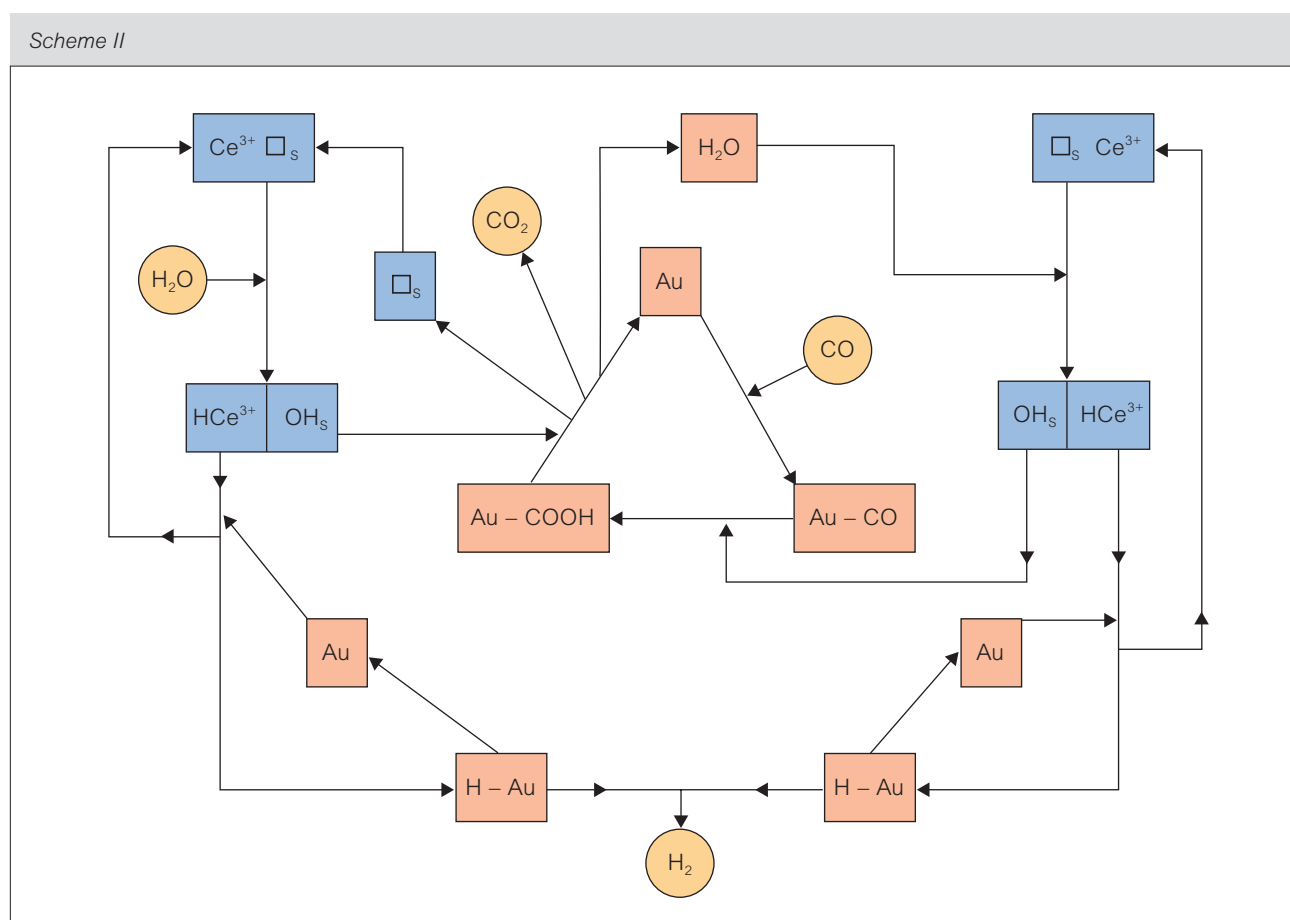 Scheme II
Ce³⁺ □ₛ
H₂O
□ₛ Ce³⁺
CO₂
H₂O
□ₛ
Au
CO
HCe³⁺ OHₛ
OHₛ HCe³⁺
Au – COOH
Au – CO
Au
Au
H – Au
H – Au
H₂